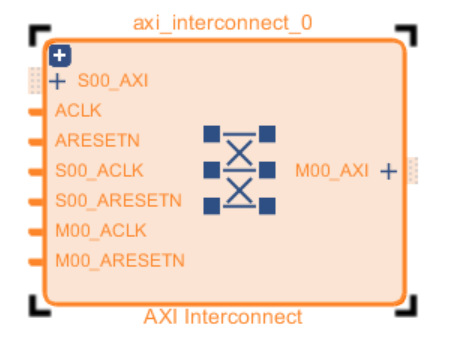 axi_interconnect_0
S00_AXI
ACLK
ARESETN
S00_ACLK
M00_AXI
S00_ARESETN
M00_ACLK
M00_ARESETN
AXI Interconnect